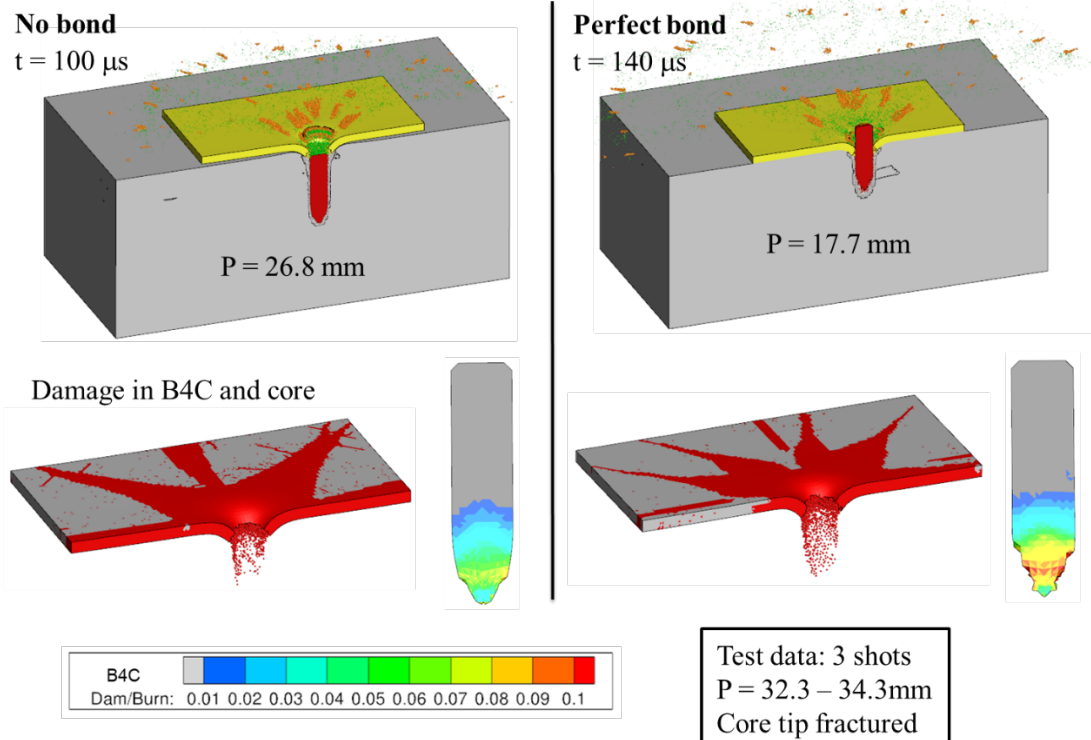 No bond
t = 100 μs
P = 26.8 mm
Perfect bond
t = 140 μs
P = 17.7 mm
Damage in B4C and core
B4C
Dam/Burn: 0.01 0.02 0.03 0.04 0.05 0.06 0.07 0.08 0.09 0.1
Test data: 3 shots
P = 32.3 – 34.3mm
Core tip fractured